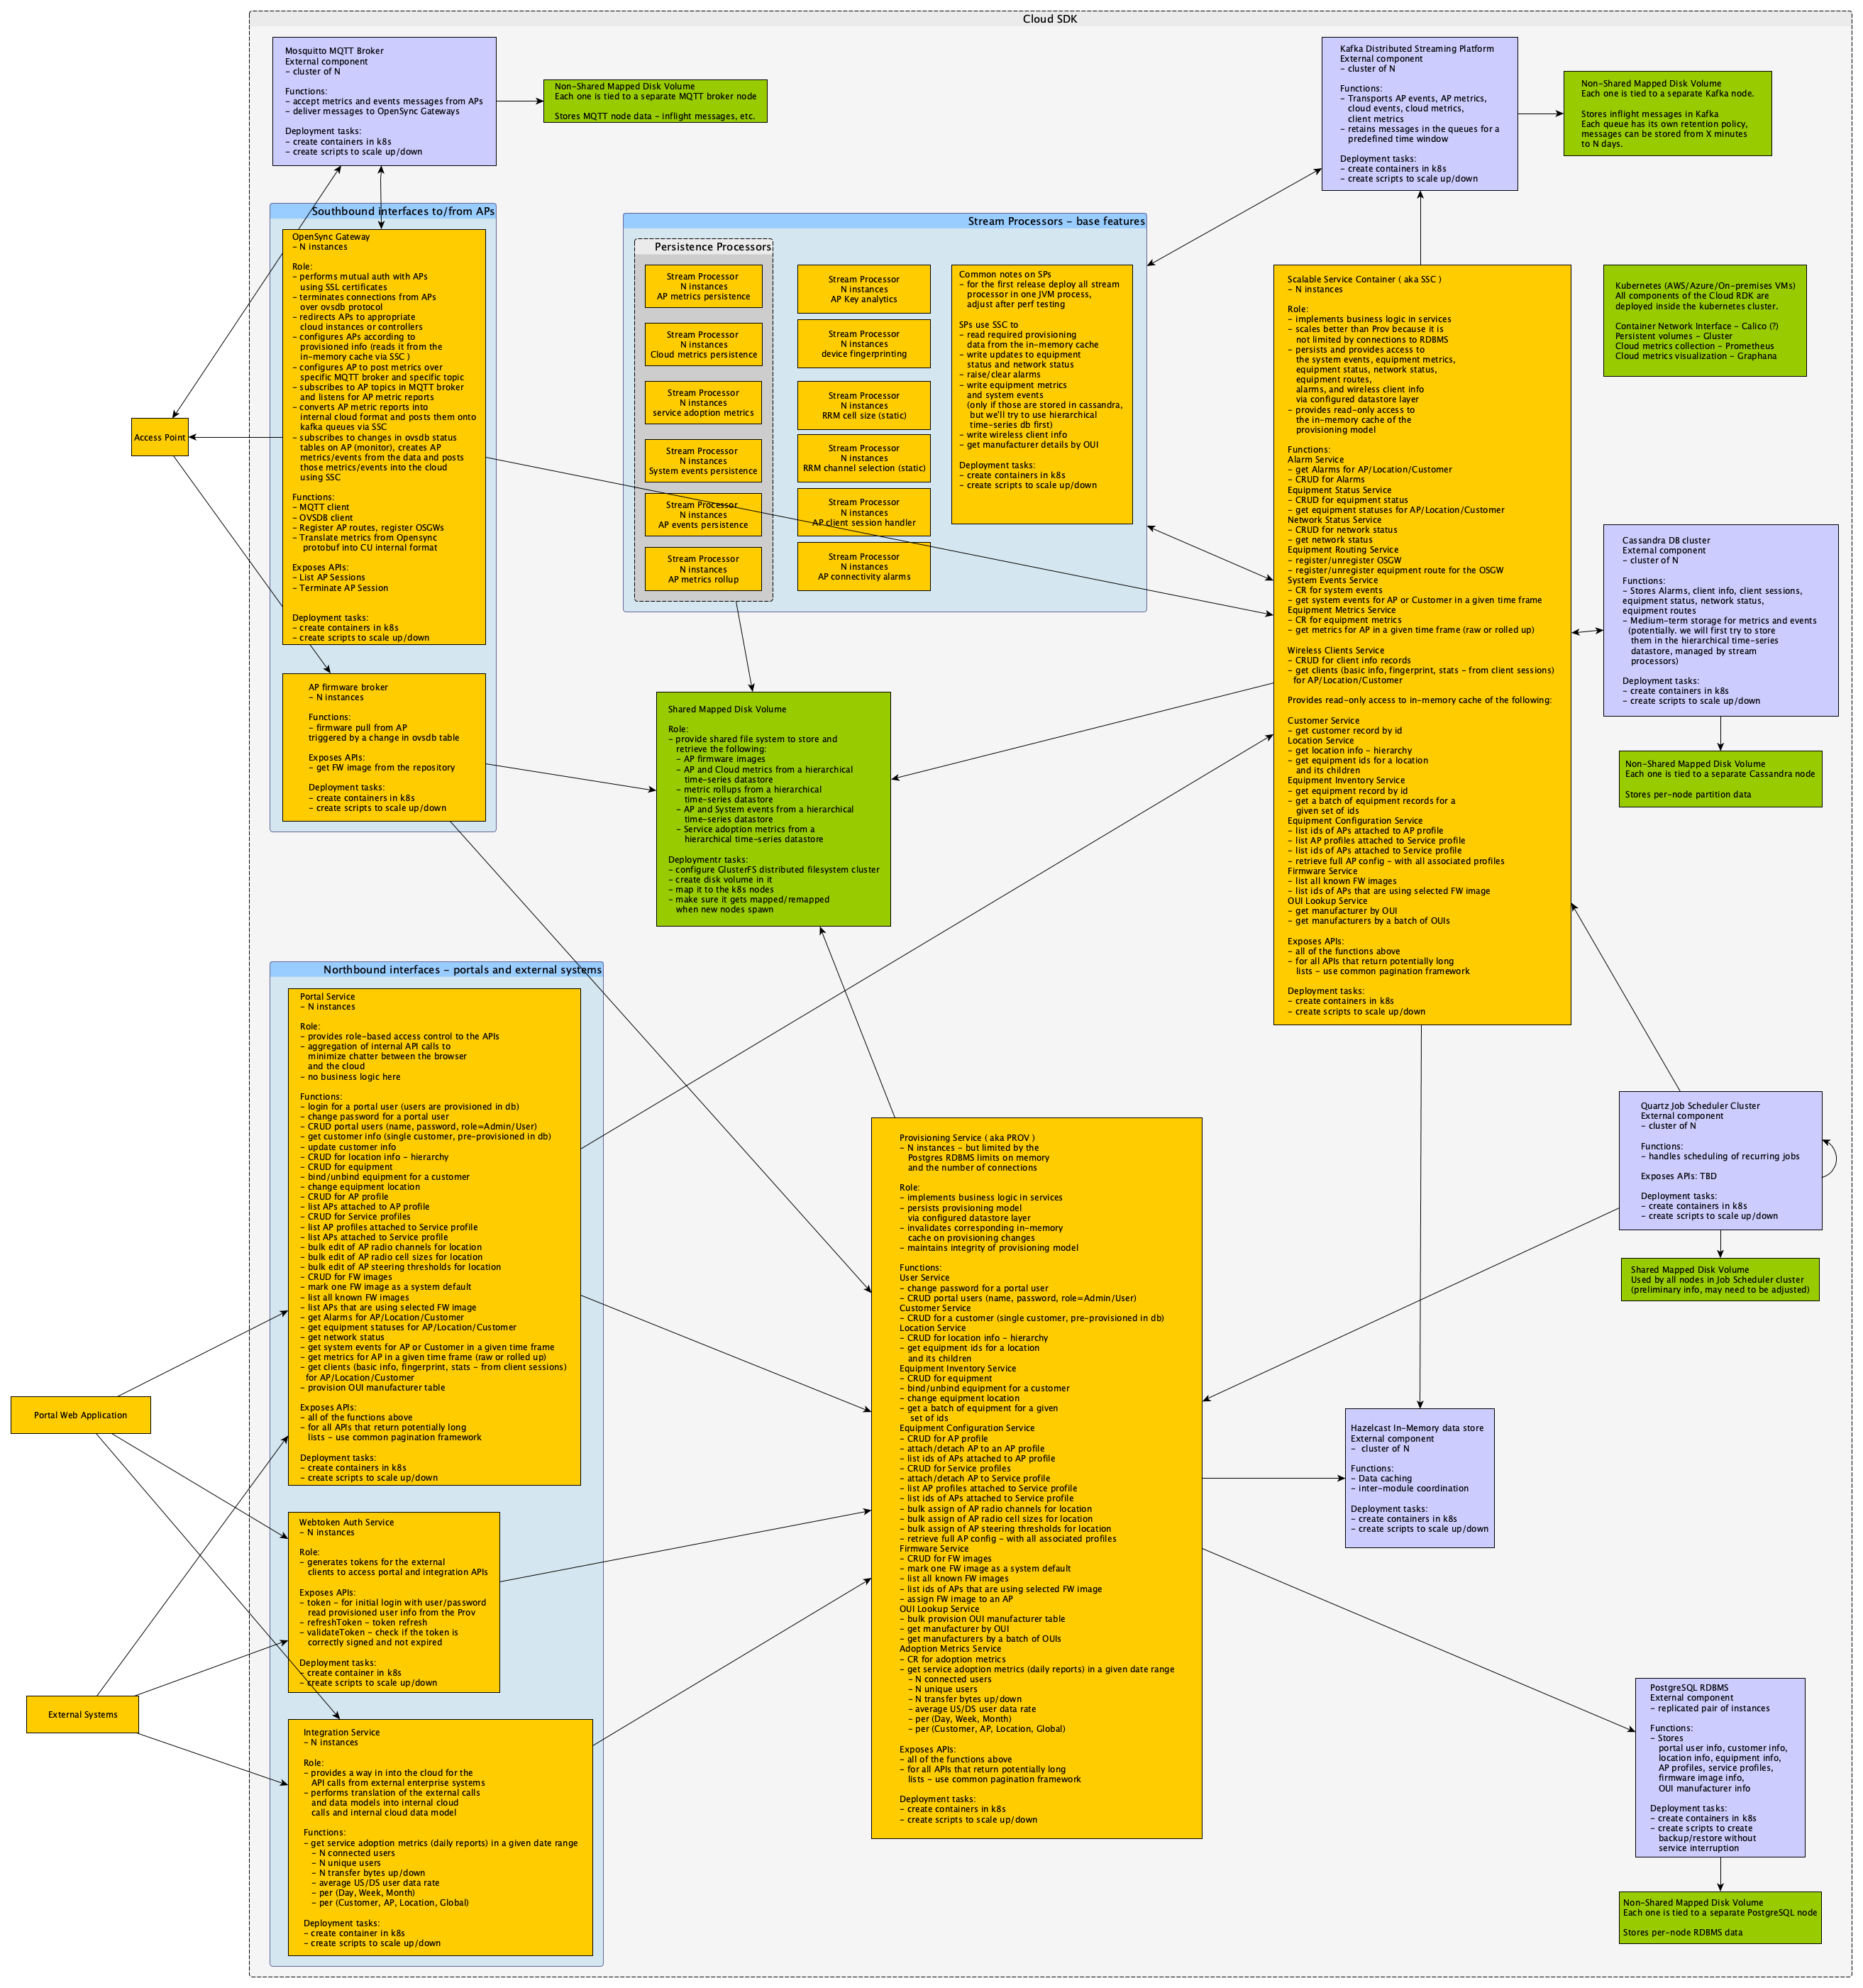 Cloud SDK
Mosquitto MQTT Broker
External component
- cluster of N
Functions:
- accept metrics and events messages from APs
- deliver messages to OpenSync Gateways
Deployment tasks:
- create containers in k8s
- create scripts to scale up/down
Non-Shared Mapped Disk Volume
Each one is tied to a separate MQTT broker node
Stores MQTT node data - inflight messages, etc.
Kafka Distributed Streaming Platform
External component
- cluster of N
Functions:
- Transports AP events, AP metrics,
cloud events, cloud metrics,
client metrics
- retains messages in the queues for a
predefined time window
Deployment tasks:
- create containers in k8s
- create scripts to scale up/down
Non-Shared Mapped Disk Volume
Each one is tied to a separate Kafka node.
Stores inflight messages in Kafka
Each queue has its own retention policy,
messages can be stored from X minutes
to N days.
Southbound interfaces to/from APs
OpenSync Gateway
- N instances
Role:
- performs mutual auth with APs
using SSL certificates
- terminates connections from APs
over ovsdb protocol
- redirects APs to appropriate
cloud instances or controllers
- configures APs according to
provisioned info (reads it from the
in-memory cache via SSC )
- configures AP to post metrics over
specific MQTT broker and specific topic
- subscribes to AP topics in MQTT broker
and listens for AP metric reports
- converts AP metric reports into
internal cloud format and posts them onto
kafka queues via SSC
- subscribes to changes in ovsdb status
tables on AP (monitor), creates AP
metrics/events from the data and posts
those metrics/events into the cloud
using SSC
Functions:
- MQTT client
- OVSDB client
- Register AP routes, register OSGWs
- Translate metrics from Opensync
protobuf into CU internal format
Exposes APIs:
- List AP Sessions
- Terminate AP Session
Deployment tasks:
- create containers in k8s
- create scripts to scale up/down
Access Point
AP firmware broker
- N instances
Functions:
- firmware pull from AP
triggered by a change in ovsdb table
Exposes APIs:
- get FW image from the repository
Deployment tasks:
- create containers in k8s
- create scripts to scale up/down
Stream Processors - base features
Persistence Processors
Stream Processor
N instances
AP metrics persistence
Stream Processor
N instances
Cloud metrics persistence
Stream Processor
N instances
service adoption metrics
Stream Processor
N instances
System events persistence
Stream Processor
N instances
AP events persistence
Stream Processor
N instances
AP metrics rollup
Stream Processor
N instances
AP Key analytics
Stream Processor
N instances
device fingerprinting
Stream Processor
N instances
RRM cell size (static)
Stream Processor
N instances
RRM channel selection (static)
Stream Processor
N instances
AP client session handler
Stream Processor
N instances
AP connectivity alarms
Common notes on SPs
- for the first release deploy all stream
processor in one JVM process,
adjust after perf testing
SPs use SSC to
- read required provisioning
data from the in-memory cache
- write updates to equipment
status and network status
- raise/clear alarms
- write equipment metrics
and system events
(only if those are stored in cassandra,
but we'll try to use hierarchical
time-series db first)
- write wireless client info
- get manufacturer details by OUI
Deployment tasks:
- create containers in k8s
- create scripts to scale up/down
Scalable Service Container ( aka SSC )
- N instances
Role:
- implements business logic in services
- scales better than Prov because it is
not limited by connections to RDBMS
- persists and provides access to
the system events, equipment metrics,
equipment status, network status,
equipment routes,
alarms, and wireless client info
via configured datastore layer
- provides read-only access to
the in-memory cache of the
provisioning model
Functions:
Alarm Service
- get Alarms for AP/Location/Customer
- CRUD for Alarms
Equipment Status Service
- CRUD for equipment status
- get equipment statuses for AP/Location/Customer
Network Status Service
- CRUD for network status
- get network status
Equipment Routing Service
- register/unregister OSGW
- register/unregister equipment route for the OSGW
System Events Service
- CR for system events
- get system events for AP or Customer in a given time frame
Equipment Metrics Service
- CR for equipment metrics
- get metrics for AP in a given time frame (raw or rolled up)
Wireless Clients Service
- CRUD for client info records
- get clients (basic info, fingerprint, stats - from client sessions)
for AP/Location/Customer
Provides read-only access to in-memory cache of the following:
Customer Service
- get customer record by id
Location Service
- get location info - hierarchy
- get equipment ids for a location
and its children
Equipment Inventory Service
- get equipment record by id
- get a batch of equipment records for a
given set of ids
Equipment Configuration Service
- list ids of APs attached to AP profile
- list AP profiles attached to Service profile
- list ids of APs attached to Service profile
- retrieve full AP config - with all associated profiles
Firmware Service
- list all known FW images
- list ids of APs that are using selected FW image
OUI Lookup Service
- get manufacturer by OUI
- get manufacturers by a batch of OUIs
Exposes APIs:
- all of the functions above
- for all APIs that return potentially long
lists - use common pagination framework
Deployment tasks:
- create containers in k8s
- create scripts to scale up/down
Kubernetes (AWS/Azure/On-premises VMs)
All components of the Cloud RDK are
deployed inside the kubernetes cluster.
Container Network Interface - Calico (?)
Persistent volumes - Gluster
Cloud metrics collection - Prometheus
Cloud metrics visualization - Graphana
Cassandra DB cluster
External component
- cluster of N
Functions:
- Stores Alarms, client info, client sessions,
equipment status, network status,
equipment routes
- Medium-term storage for metrics and events
(potentially. we will first try to store
them in the hierarchical time-series
datastore, managed by stream
processors)
Deployment tasks:
- create containers in k8s
- create scripts to scale up/down
Non-Shared Mapped Disk Volume
Each one is tied to a separate Cassandra node
Stores per-node partition data
Shared Mapped Disk Volume
Role:
- provide shared file system to store and
retrieve the following:
- AP firmware images
- AP and Cloud metrics from a hierarchical
time-series datastore
- metric rollups from a hierarchical
time-series datastore
- AP and System events from a hierarchical
time-series datastore
- Service adoption metrics from a
hierarchical time-series datastore
Deploymentr tasks:
- configure GlusterFS distributed filesystem cluster
- create disk volume in it
- map it to the k8s nodes
- make sure it gets mapped/remapped
when new nodes spawn
Northbound interfaces - portals and external systems
Portal Service
- N instances
Role:
- provides role-based access control to the APIs
- aggregation of internal API calls to
minimize chatter between the browser
and the cloud
- no business logic here
Functions:
- login for a portal user (users are provisioned in db)
- change password for a portal user
- CRUD portal users (name, password, role=Admin/User)
- get customer info (single customer, pre-provisioned in db)
- update customer info
- CRUD for location info - hierarchy
- CRUD for equipment
- bind/unbind equipment for a customer
- change equipment location
- CRUD for AP profile
- list APs attached to AP profile
- CRUD for Service profiles
- list AP profiles attached to Service profile
- list APs attached to Service profile
- bulk edit of AP radio channels for location
- bulk edit of AP radio cell sizes for location
- bulk edit of AP steering thresholds for location
- CRUD for FW images
- mark one FW image as a system default
- list all known FW images
- list APs that are using selected FW image
- get Alarms for AP/Location/Customer
- get equipment statuses for AP/Location/Customer
- get network status
- get system events for AP or Customer in a given time frame
- get metrics for AP in a given time frame (raw or rolled up)
- get clients (basic info, fingerprint, stats - from client sessions)
for AP/Location/Customer
- provision OUI manufacturer table
Exposes APIs:
- all of the functions above
- for all APIs that return potentially long
lists - use common pagination framework
Deployment tasks:
- create containers in k8s
- create scripts to scale up/down
Portal Web Application
External Systems
Webtoken Auth Service
- N instances
Role:
- generates tokens for the external
clients to access portal and integration APIs
Exposes APIs:
- token - for initial login with user/password
read provisioned user info from the Prov
- refreshToken - token refresh
- validateToken - check if the token is
correctly signed and not expired
Deployment tasks:
- create container in k8s
- create scripts to scale up/down
Integration Service
- N instances
Role:
- provides a way in into the cloud for the
API calls from external enterprise systems
- performs translation of the external calls
and data models into internal cloud
calls and internal cloud data model
Functions:
- get service adoption metrics (daily reports) in a given date range
- N connected users
- N unique users
- N transfer bytes up/down
- average US/DS user data rate
- per (Day, Week, Month)
- per (Customer, AP, Location, Global)
Deployment tasks:
- create container in k8s
- create scripts to scale up/down
Provisioning Service ( aka PROV )
- N instances - but limited by the
Postgres RDBMS limits on memory
and the number of connections
Role:
- implements business logic in services
- persists provisioning model
via configured datastore layer
- invalidates corresponding in-memory
cache on provisioning changes
- maintains integrity of provisioning model
Functions:
User Service
- change password for a portal user
- CRUD portal users (name, password, role=Admin/User)
Customer Service
- CRUD for a customer (single customer, pre-provisioned in db)
Location Service
- CRUD for location info - hierarchy
- get equipment ids for a location
and its children
Equipment Inventory Service
- CRUD for equipment
- bind/unbind equipment for a customer
- change equipment location
- get a batch of equipment for a given
set of ids
Equipment Configuration Service
- CRUD for AP profile
- attach/detach AP to an AP profile
- list ids of APs attached to AP profile
- CRUD for Service profiles
- attach/detach AP to Service profile
- list AP profiles attached to Service profile
- list ids of APs attached to Service profile
- bulk assign of AP radio channels for location
- bulk assign of AP radio cell sizes for location
- bulk assign of AP steering thresholds for location
- retrieve full AP config - with all associated profiles
Firmware Service
- CRUD for FW images
- mark one FW image as a system default
- list all known FW images
- list ids of APs that are using selected FW image
- assign FW image to an AP
OUI Lookup Service
- bulk provision OUI manufacturer table
- get manufacturer by OUI
- get manufacturers by a batch of OUIs
Adoption Metrics Service
- CR for adoption metrics
- get service adoption metrics (daily reports) in a given date range
- N connected users
- N unique users
- N transfer bytes up/down
- average US/DS user data rate
- per (Day, Week, Month)
- per (Customer, AP, Location, Global)
Exposes APIs:
- all of the functions above
- for all APIs that return potentially long
lists - use common pagination framework
Deployment tasks:
- create containers in k8s
- create scripts to scale up/down
Quartz Job Scheduler Cluster
External component
- cluster of N
Functions:
- handles scheduling of recurring jobs
Exposes APIs: TBD
Deployment tasks:
- create containers in k8s
- create scripts to scale up/down
Shared Mapped Disk Volume
Used by all nodes in Job Scheduler cluster
(preliminary info, may need to be adjusted)
Hazelcast In-Memory data store
External component
- cluster of N
Functions:
- Data caching
- inter-module coordination
Deployment tasks:
- create containers in k8s
- create scripts to scale up/down
PostgreSQL RDBMS
External component
- replicated pair of instances
Functions:
- Stores
portal user info, customer info,
location info, equipment info,
AP profiles, service profiles,
firmware image info,
OUI manufacturer info
Deployment tasks:
- create containers in k8s
- create scripts to create
backup/restore without
service interruption
Non-Shared Mapped Disk Volume
Each one is tied to a separate PostgreSQL node
Stores per-node RDBMS data